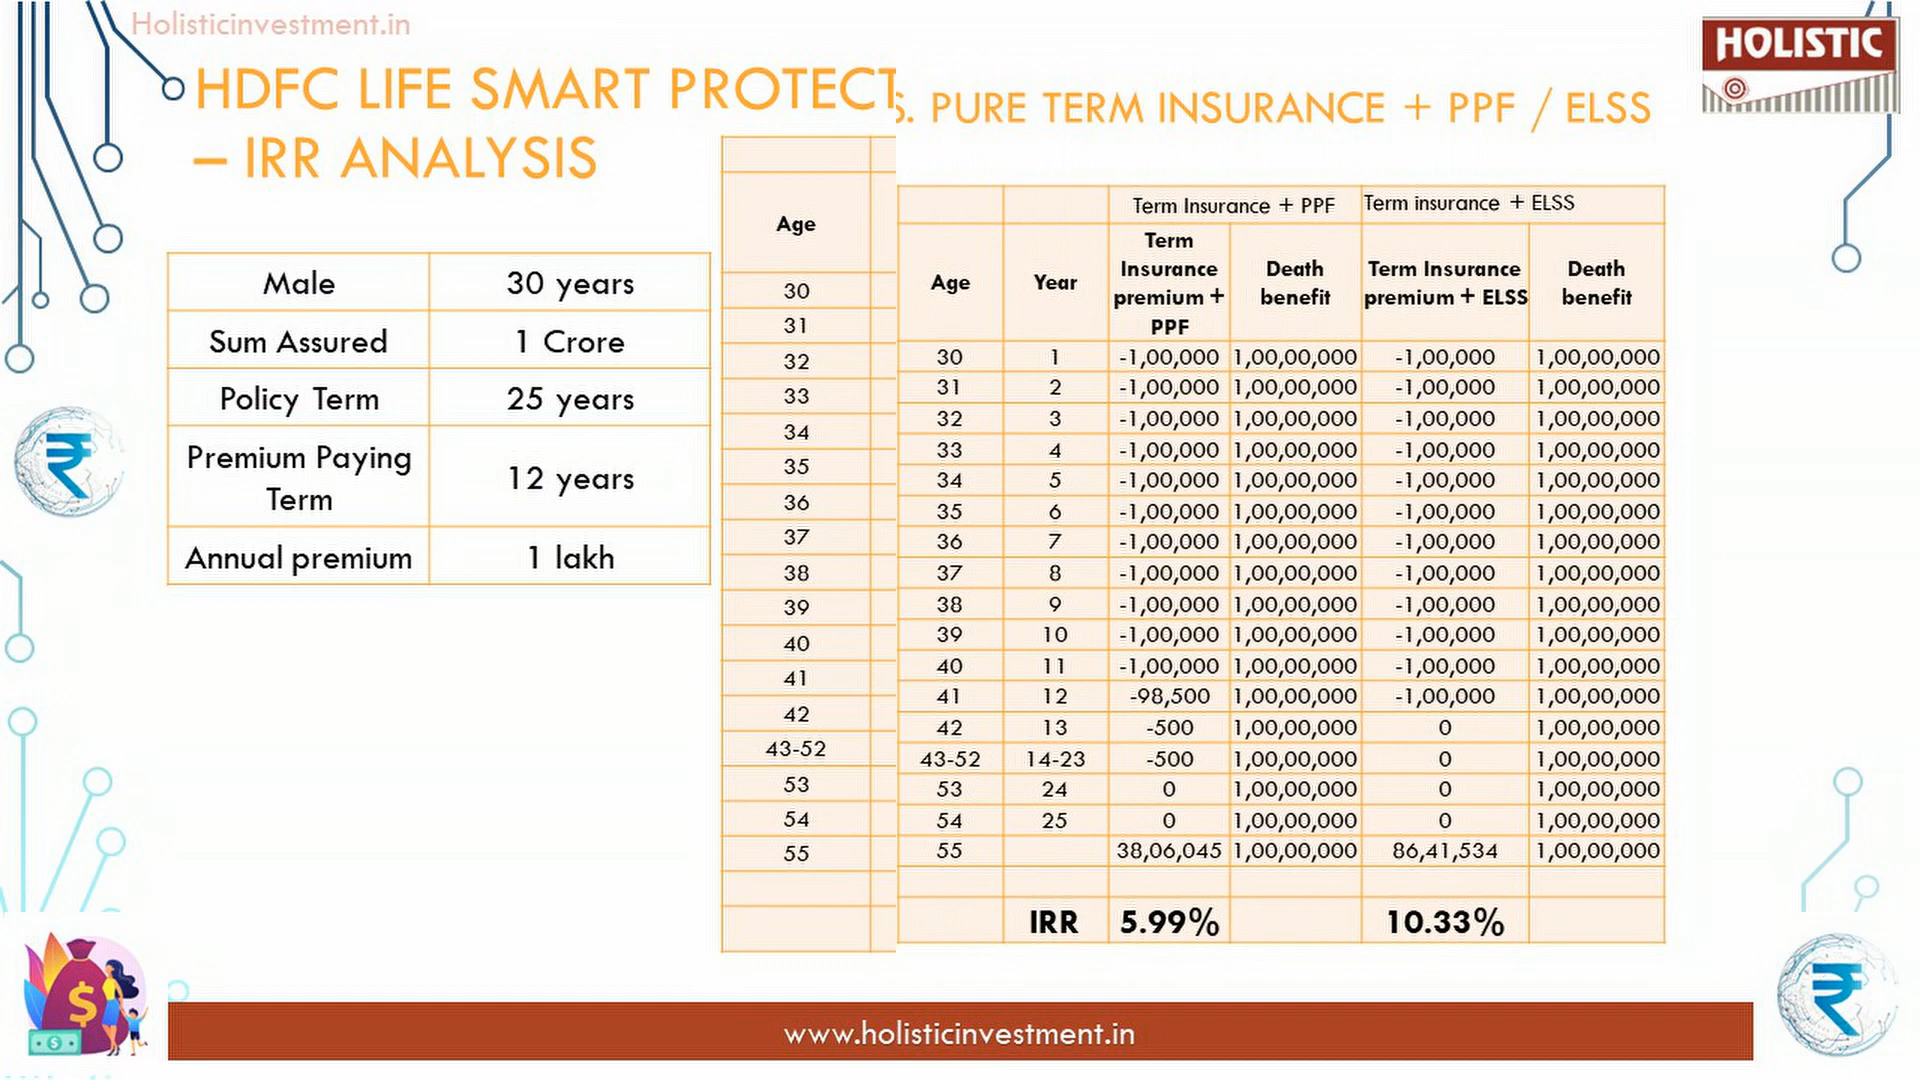 Holisticinvestment.in
HOLISTIC
HDFC LIFE SMART PROTECT
– IRR ANALYSIS
S. PURE TERM INSURANCE + PPF / ELSS
Male 30 years
Sum Assured 1 Crore
Policy Term 25 years
Premium Paying Term 12 years
Annual premium 1 lakh
Age
30
31
32
33
34
35
36
37
38
39
40
41
42
43-52
53
54
55
Term Insurance + PPF Term insurance + ELSS
Age Year Term Insurance premium + PPF Death benefit Term Insurance premium + ELSS Death benefit
30 1 -1,00,000 1,00,00,000 -1,00,000 1,00,00,000
31 2 -1,00,000 1,00,00,000 -1,00,000 1,00,00,000
32 3 -1,00,000 1,00,00,000 -1,00,000 1,00,00,000
33 4 -1,00,000 1,00,00,000 -1,00,000 1,00,00,000
34 5 -1,00,000 1,00,00,000 -1,00,000 1,00,00,000
35 6 -1,00,000 1,00,00,000 -1,00,000 1,00,00,000
36 7 -1,00,000 1,00,00,000 -1,00,000 1,00,00,000
37 8 -1,00,000 1,00,00,000 -1,00,000 1,00,00,000
38 9 -1,00,000 1,00,00,000 -1,00,000 1,00,00,000
39 10 -1,00,000 1,00,00,000 -1,00,000 1,00,00,000
40 11 -1,00,000 1,00,00,000 -1,00,000 1,00,00,000
41 12 -98,500 1,00,00,000 -1,00,000 1,00,00,000
42 13 -500 1,00,00,000 0 1,00,00,000
43-52 14-23 -500 1,00,00,000 0 1,00,00,000
53 24 0 1,00,00,000 0 1,00,00,000
54 25 0 1,00,00,000 0 1,00,00,000
55 38,06,045 1,00,00,000 86,41,534 1,00,00,000
IRR 5.99% 10.33%
www.holisticinvestment.in